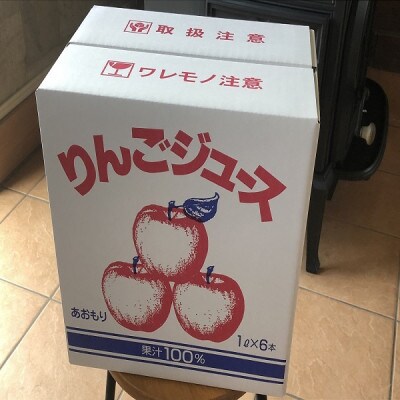 取扱注意
ワレモノ注意
りんごジュース
あおもり
1ℓ×6本
果汁100%